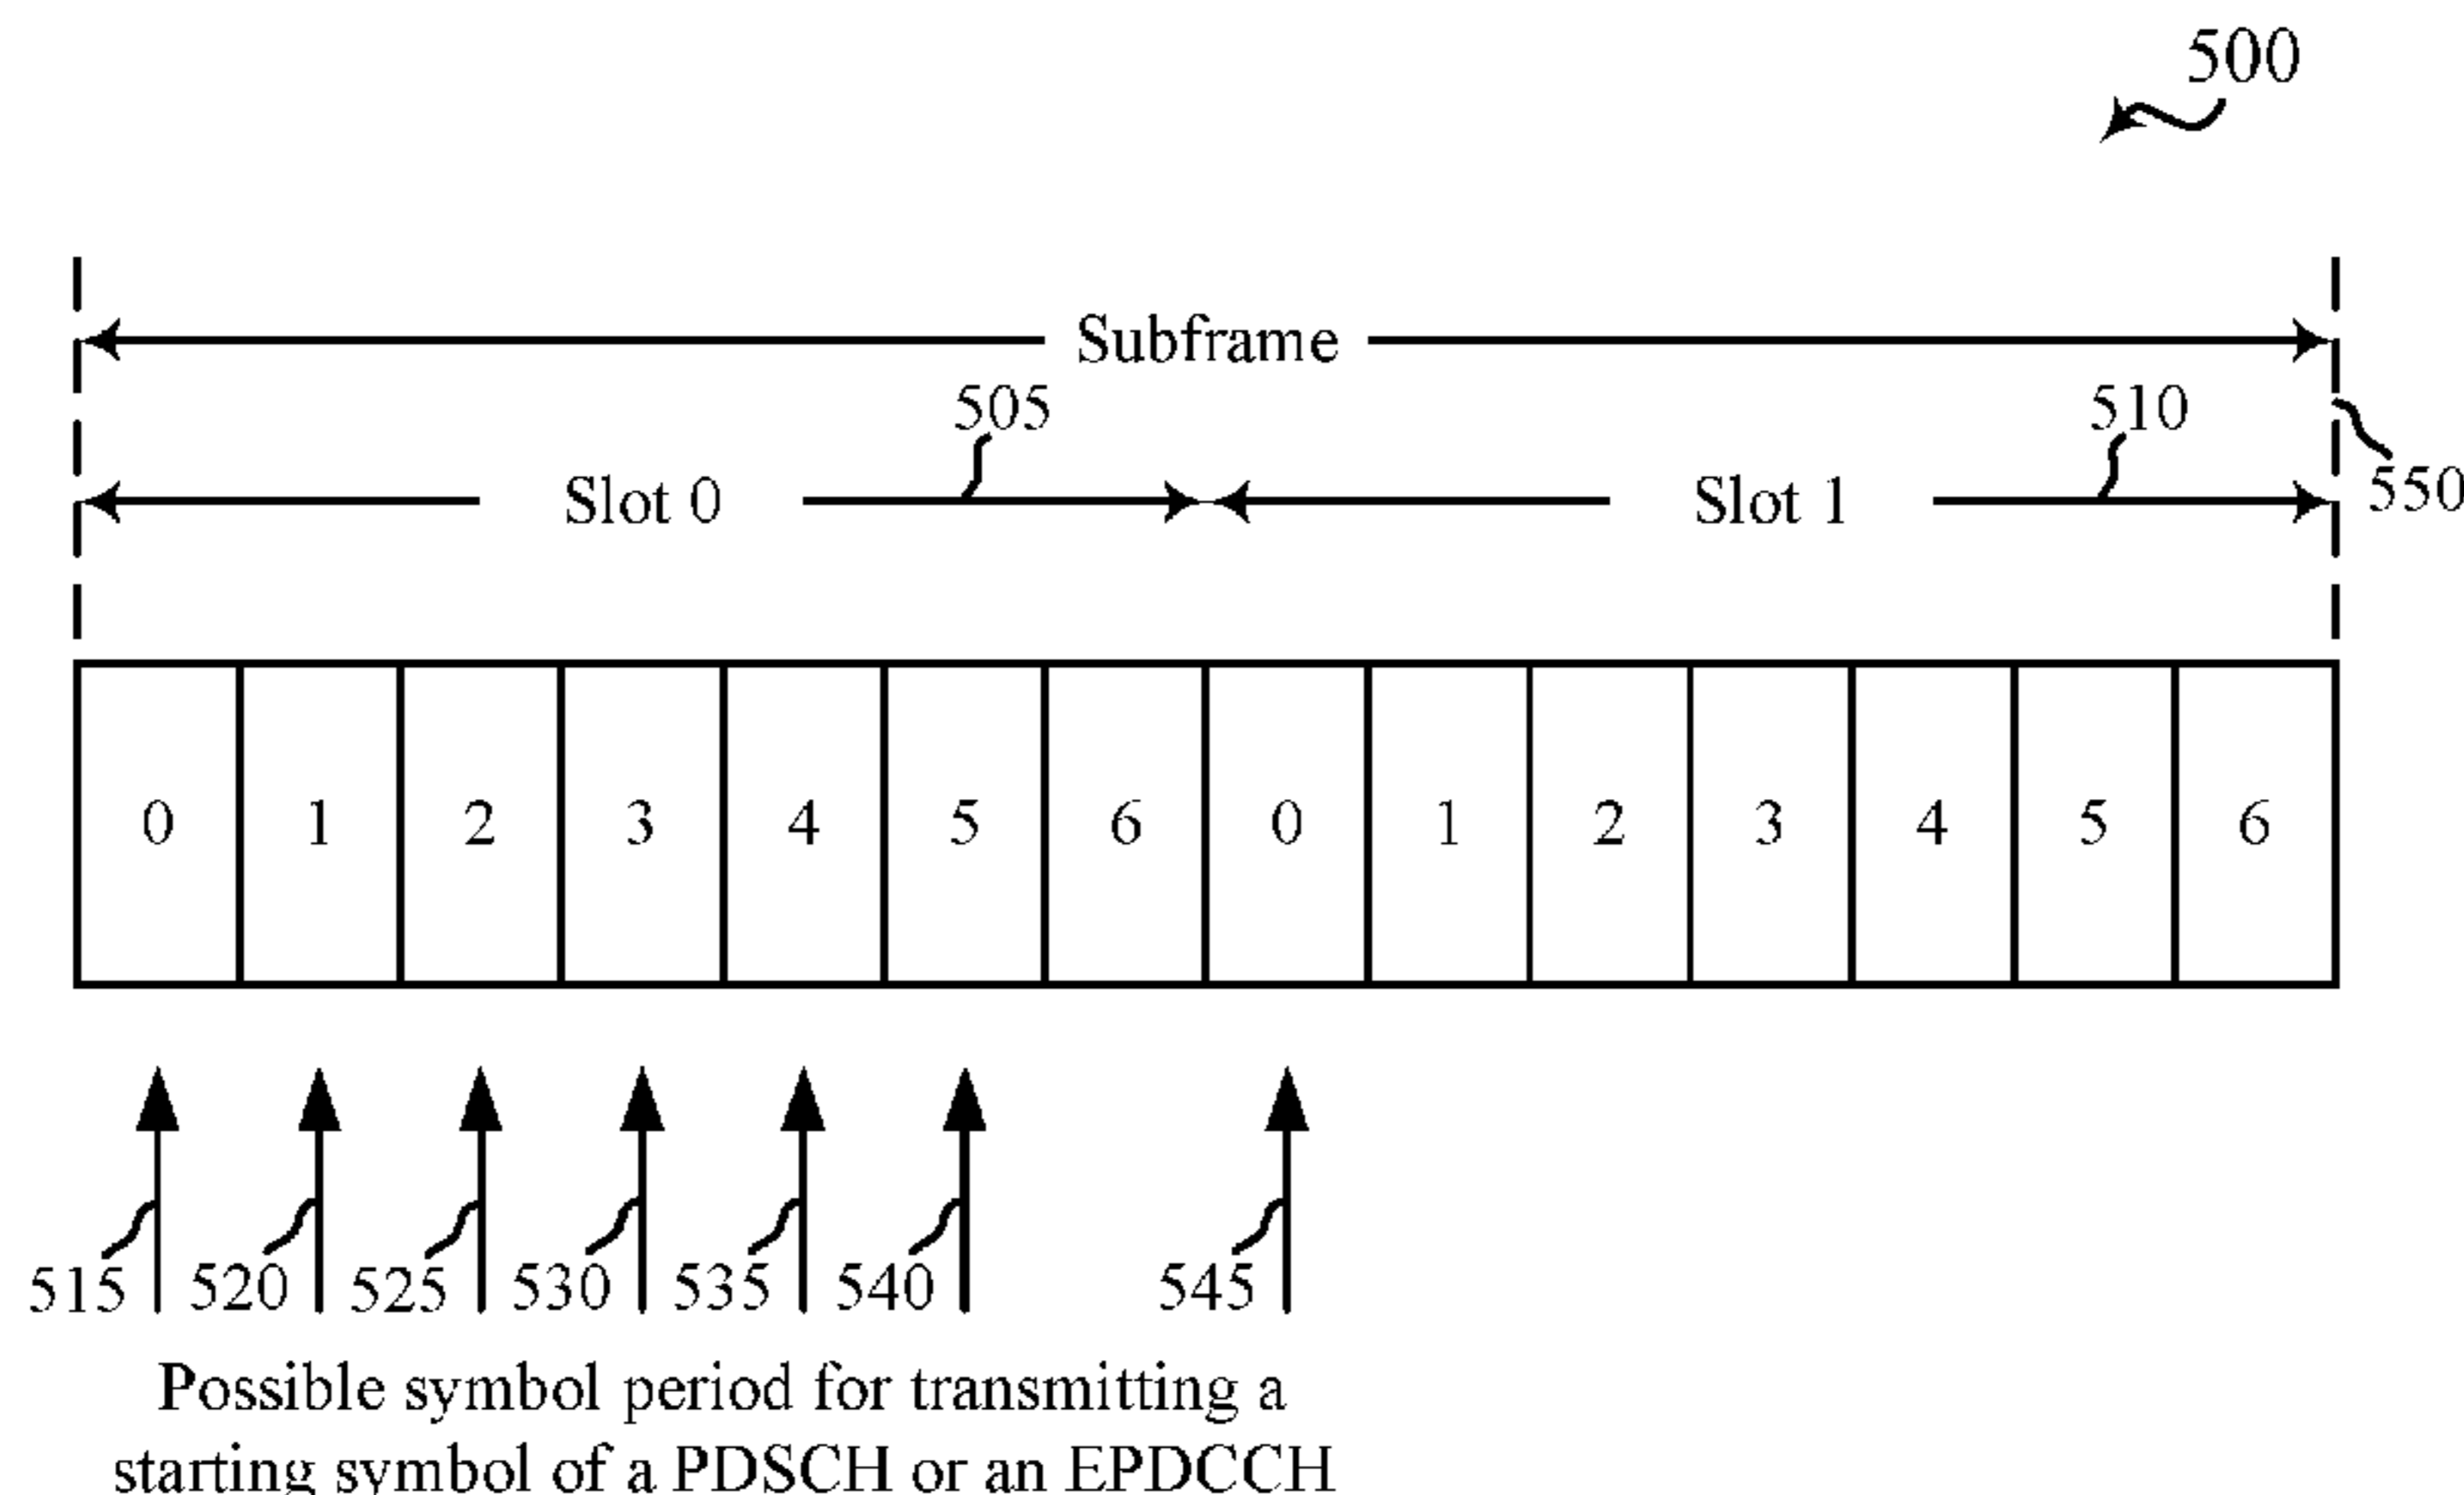 500
Subframe
505
510
Slot 0
Slot 1
550
0 1 2 3 4 5 6 0 1 2 3 4 5 6
515 520 525 530 535 540 545
Possible symbol period for transmitting a
starting symbol of a PDSCH or an EPDCCH